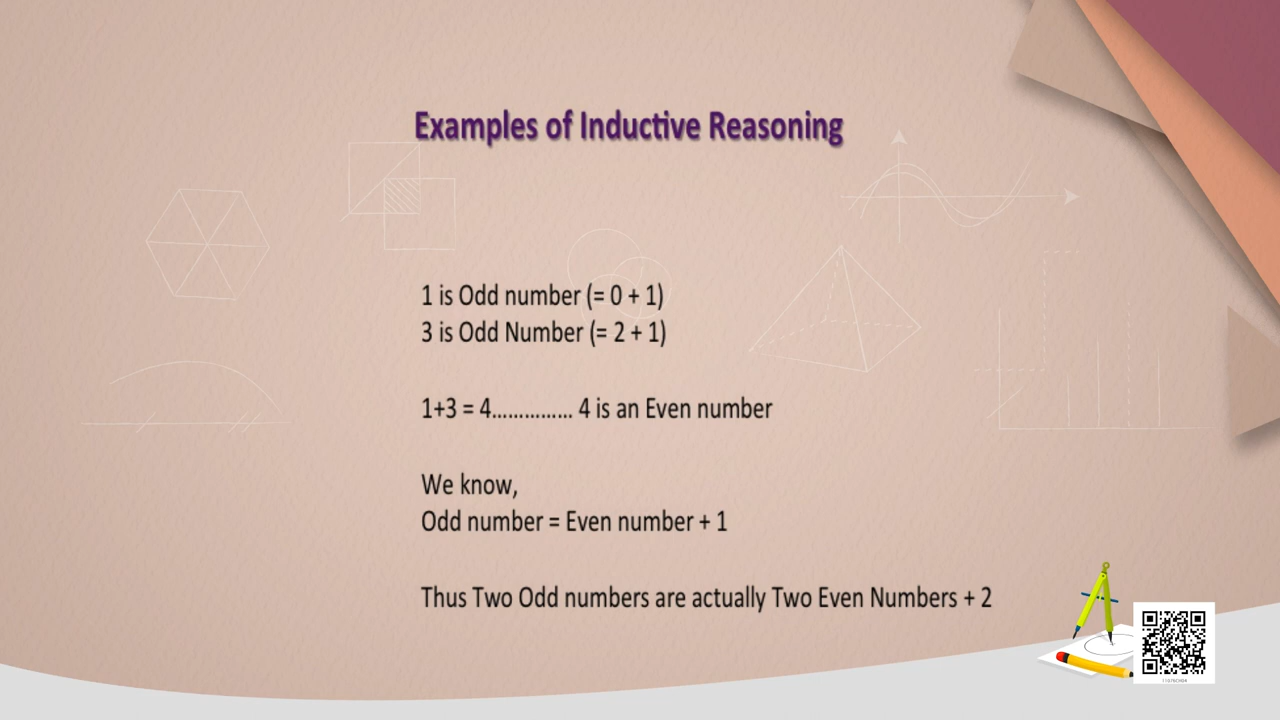 Examples of Inductive Reasoning
1 is Odd number (= 0 + 1)
3 is Odd Number (= 2 + 1)
1+3 = 4............... 4 is an Even number
We know,
Odd number = Even number + 1
Thus Two Odd numbers are actually Two Even Numbers + 2